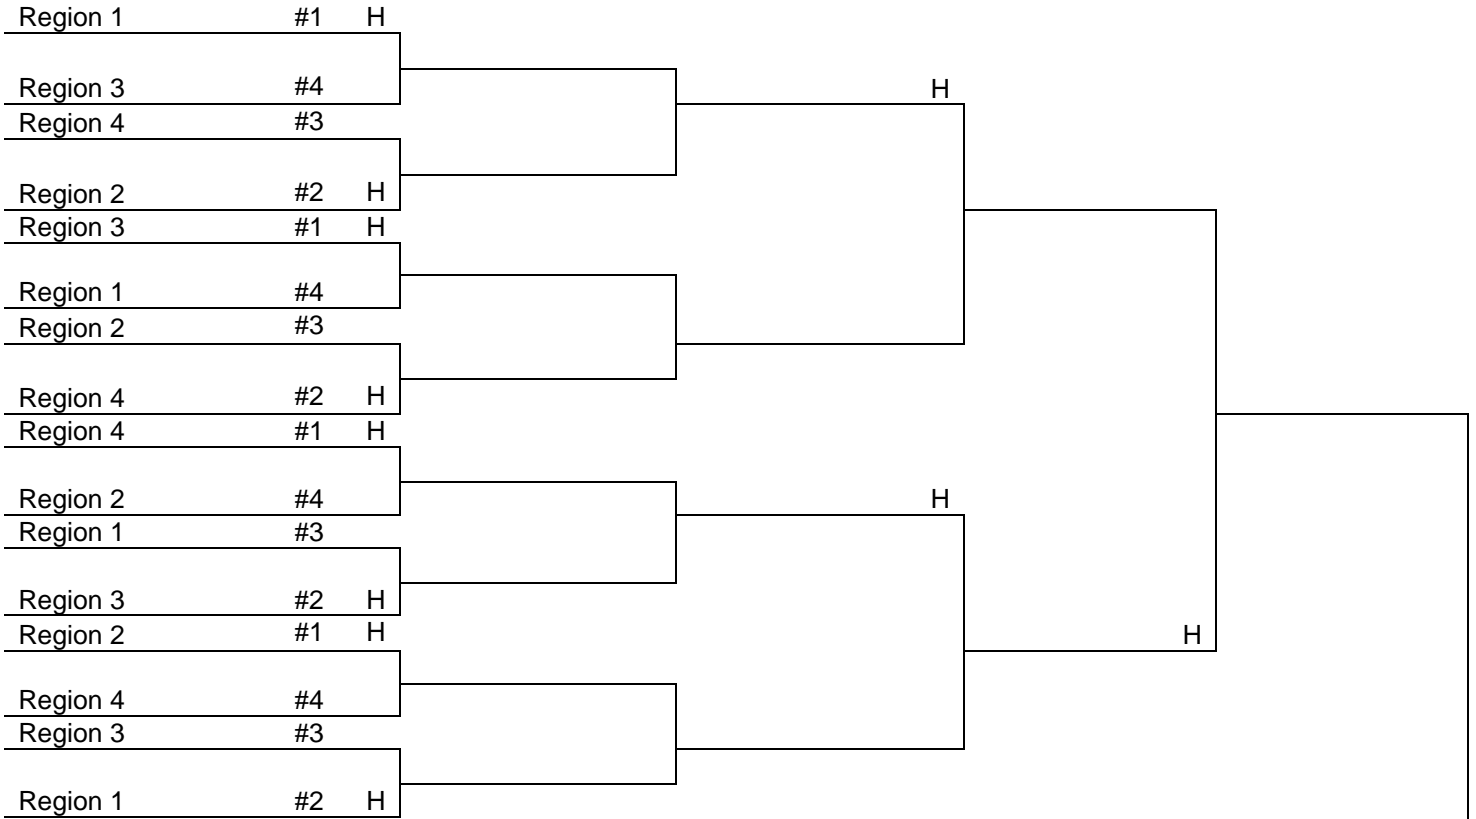 Region 1 #1 H
Region 3 #4
H
Region 4 #3
Region 2 #2 H
Region 3 #1 H
Region 1 #4
Region 2 #3
Region 4 #2 H
Region 4 #1 H
Region 2 #4
H
Region 1 #3
Region 3 #2 H
Region 2 #1 H
H
Region 4 #4
Region 3 #3
Region 1 #2 H